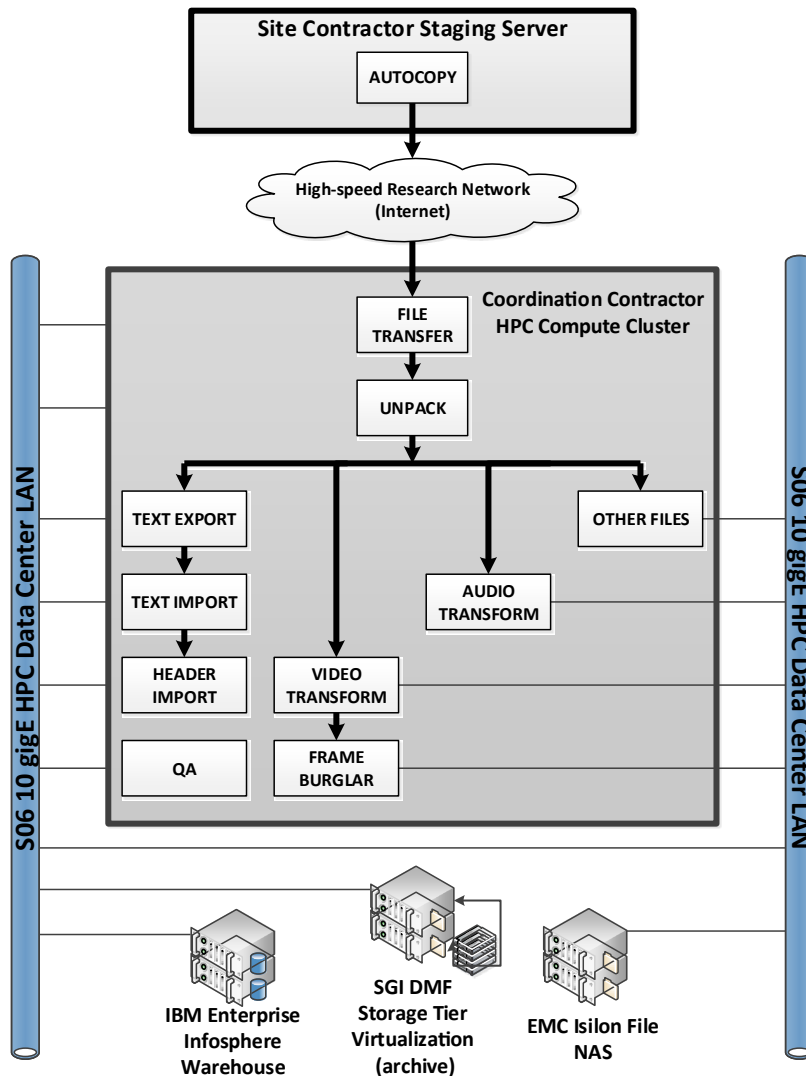 Site Contractor Staging Server
AUTOCOPY
High-speed Research Network
(Internet)
Coordination Contractor
HPC Compute Cluster
FILE
TRANSFER
UNPACK
TEXT EXPORT
OTHER FILES
TEXT IMPORT
AUDIO
TRANSFORM
HEADER
IMPORT
VIDEO
TRANSFORM
QA
FRAME
BURGLAR
S06 10 gigE HPC Data Center LAN
S06 10 gigE HPC Data Center LAN
IBM Enterprise
Infosphere
Warehouse
SGI DMF
Storage Tier
Virtualization
(archive)
EMC Isilon File
NAS